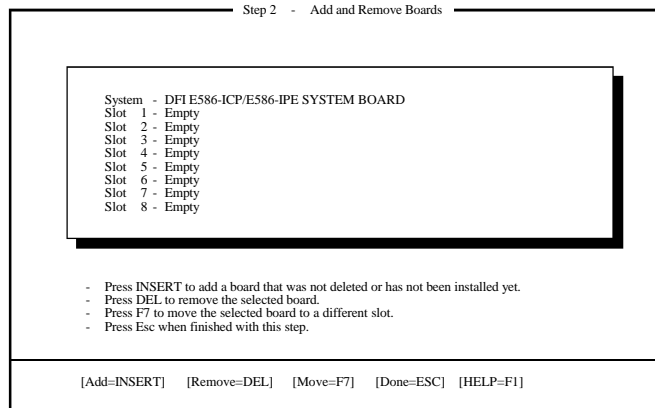 Step 2 - Add and Remove Boards
System - DFI E586-ICP/E586-IPE SYSTEM BOARD
Slot 1 - Empty
Slot 2 - Empty
Slot 3 - Empty
Slot 4 - Empty
Slot 5 - Empty
Slot 6 - Empty
Slot 7 - Empty
Slot 8 - Empty
- Press INSERT to add a board that was not deleted or has not been installed yet.
- Press DEL to remove the selected board.
- Press F7 to move the selected board to a different slot.
- Press Esc when finished with this step.
[Add=INSERT] [Remove=DEL] [Move=F7] [Done=ESC] [HELP=F1]